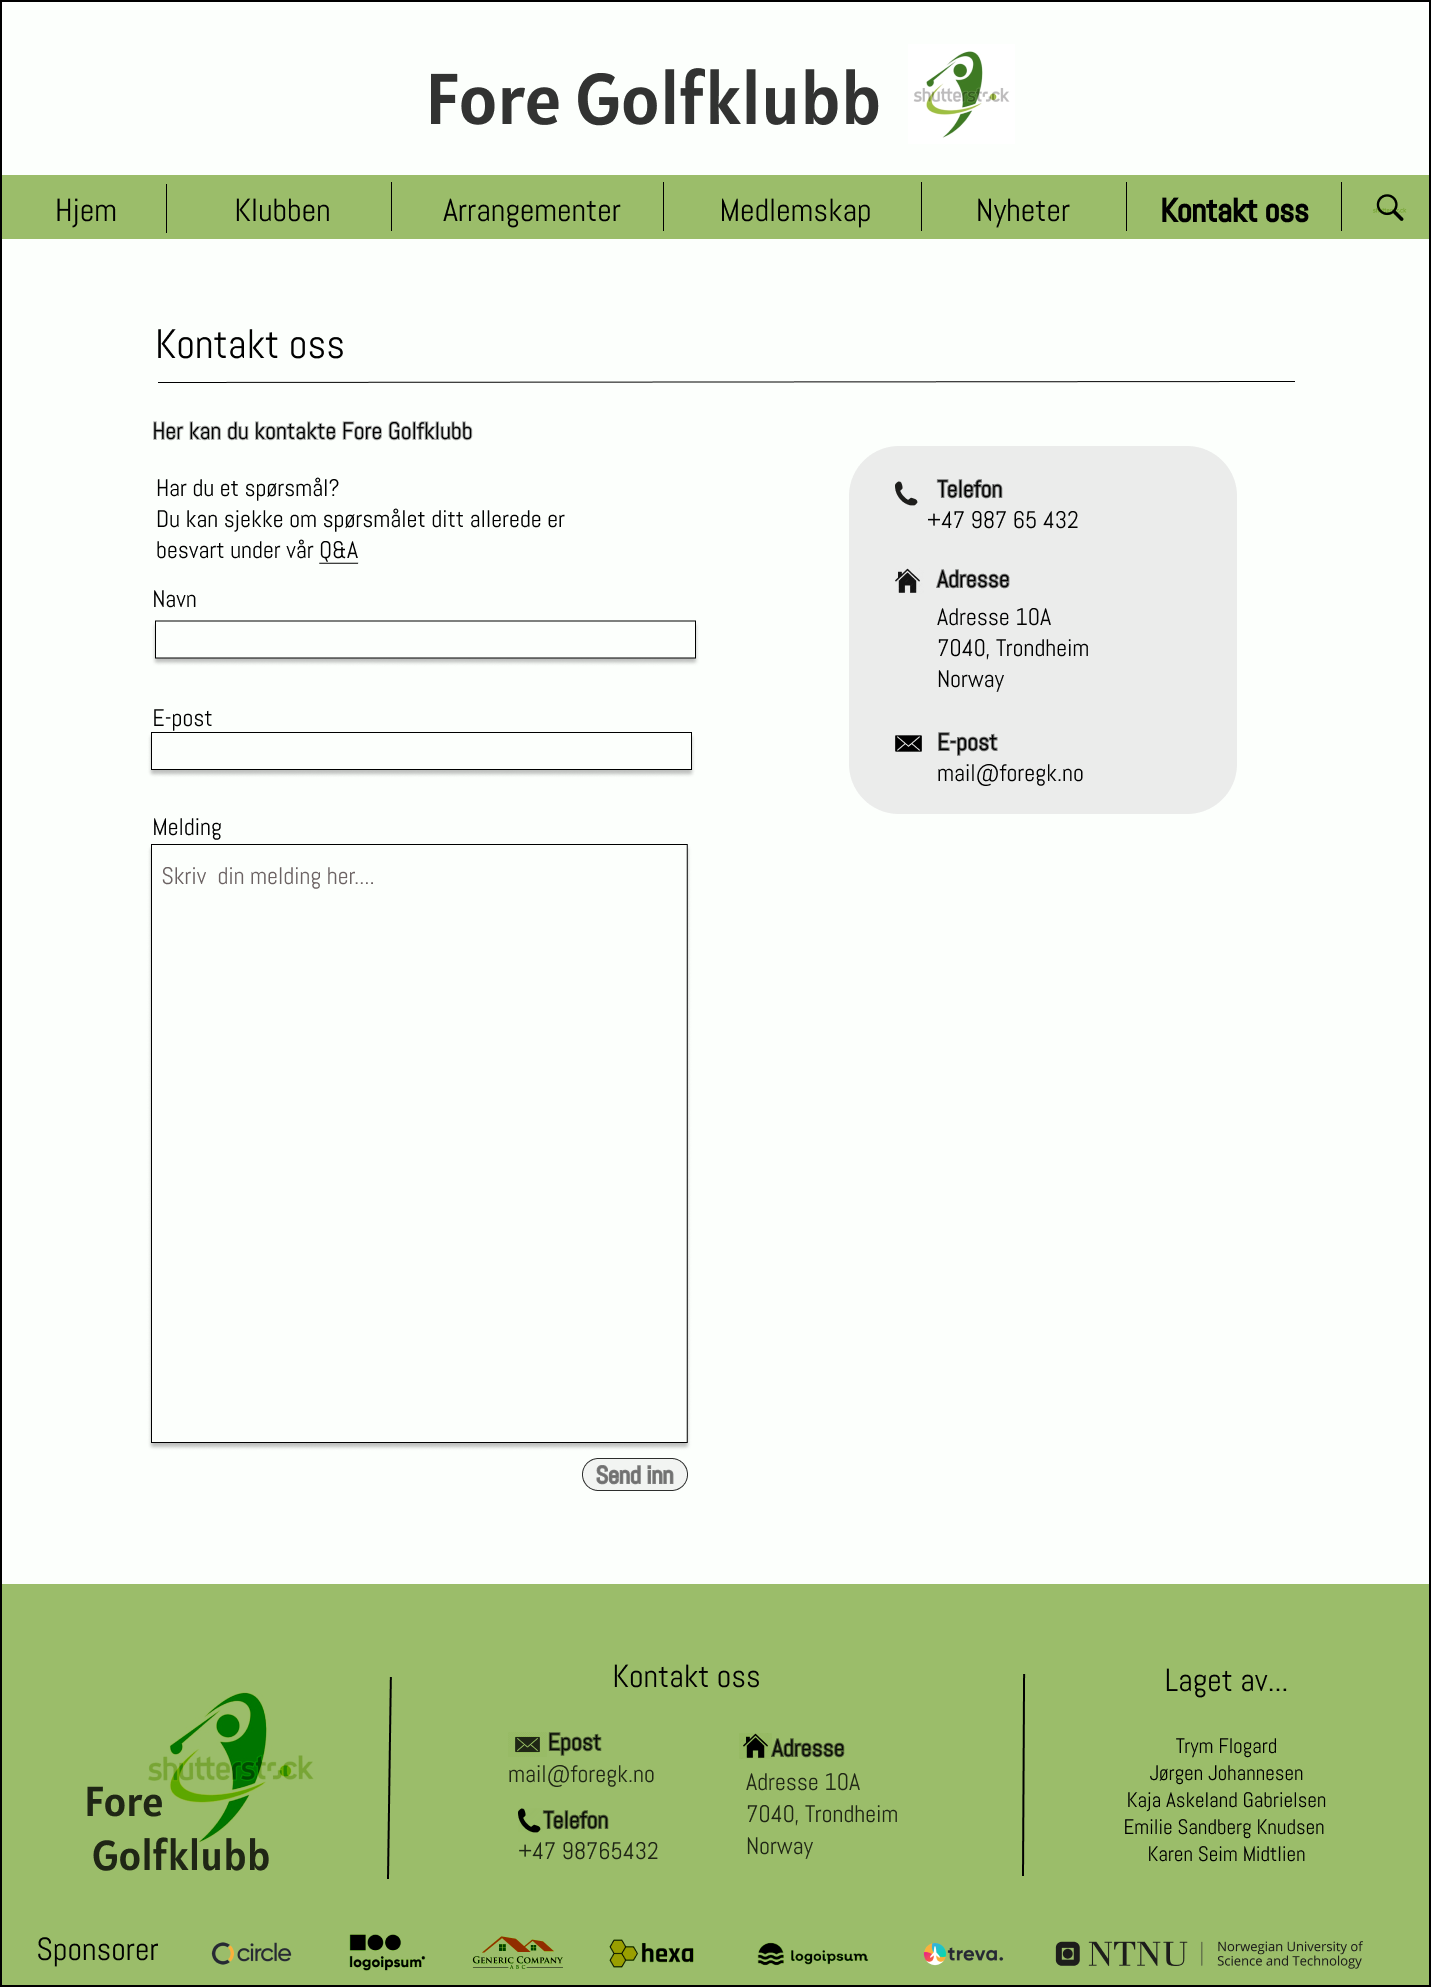 Fore Golfklubb
shutterstock
Hjem
Klubben
Arrangementer
Medlemskap
Nyheter
Kontakt oss
Kontakt oss
Her kan du kontakte Fore Golfklubb
Har du et spørsmål?
Du kan sjekke om spørsmålet ditt allerede er
besvart under vår Q&A
Navn
E-post
Melding
Skriv  din melding her....
Send inn
Telefon
+47 987 65 432
Adresse
Adresse 10A
7040, Trondheim
Norway
E-post
mail@foregk.no
shutterstock
Fore
Golfklubb
Kontakt oss
Epost
mail@foregk.no
Telefon
+47 98765432
Adresse
Adresse 10A
7040, Trondheim
Norway
Laget av...
Trym Flogard
Jørgen Johannesen
Kaja Askeland Gabrielsen
Emilie Sandberg Knudsen
Karen Seim Midtlien
Sponsorer
circle
logoipsum
GENERIC COMPANY
ABC
hexa
logoipsum
treva.
NTNU
Norwegian University of
Science and Technology